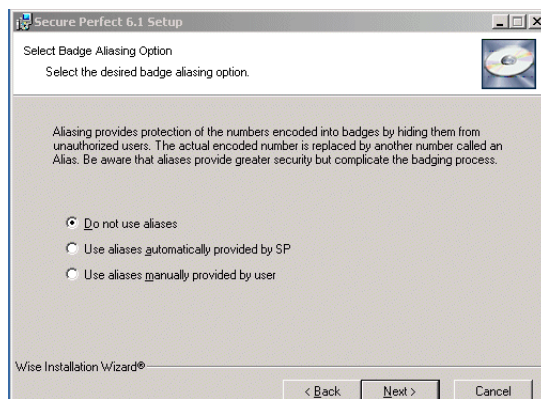 Secure Perfect 6.1 Setup
Select Badge Aliasing Option
Select the desired badge aliasing option.
Aliasing provides protection of the numbers encoded into badges by hiding them from
unauthorized users. The actual encoded number is replaced by another number called an
Alias. Be aware that aliases provide greater security but complicate the badging process.
Do not use aliases
Use aliases automatically provided by SP
Use aliases manually provided by user
Wise Installation Wizard®
< Back Next > Cancel